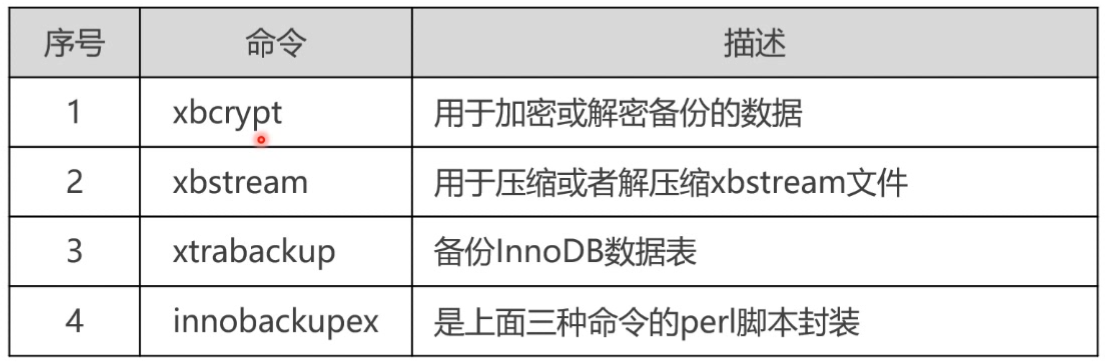 序号 命令 描述
1 xbcrypt 用于加密或解密备份的数据
2 xbstream 用于压缩或者解压缩xbstream文件
3 xtrabackup 备份InnoDB数据表
4 innobackupex 是上面三种命令的perl脚本封装